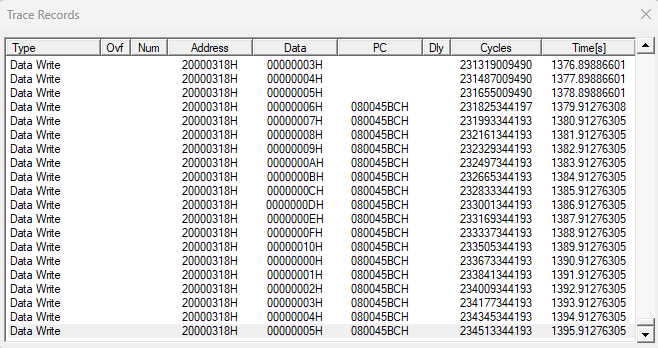 Trace Records
Type Ovf Num Address Data PC Dly Cycles Time[s]
Data Write 20000318H 00000003H 231319009490 1376.89886601
Data Write 20000318H 00000004H 231487009490 1377.89886601
Data Write 20000318H 00000005H 231655009490 1378.89886601
Data Write 20000318H 00000006H 080045BCH 231825344197 1379.91276308
Data Write 20000318H 00000007H 080045BCH 231993344193 1380.91276305
Data Write 20000318H 00000008H 080045BCH 232161344193 1381.91276305
Data Write 20000318H 00000009H 080045BCH 232329344193 1382.91276305
Data Write 20000318H 0000000AH 080045BCH 232497344193 1383.91276305
Data Write 20000318H 0000000BH 080045BCH 232665344193 1384.91276305
Data Write 20000318H 0000000CH 080045BCH 232833344193 1385.91276305
Data Write 20000318H 0000000DH 080045BCH 233001344193 1386.91276305
Data Write 20000318H 0000000EH 080045BCH 233169344193 1387.91276305
Data Write 20000318H 0000000FH 080045BCH 233337344193 1388.91276305
Data Write 20000318H 00000010H 080045BCH 233505344193 1389.91276305
Data Write 20000318H 00000000H 080045BCH 233673344193 1390.91276305
Data Write 20000318H 00000001H 080045BCH 233841344193 1391.91276305
Data Write 20000318H 00000002H 080045BCH 234009344193 1392.91276305
Data Write 20000318H 00000003H 080045BCH 234177344193 1393.91276305
Data Write 20000318H 00000004H 080045BCH 234345344193 1394.91276305
Data Write 20000318H 00000005H 080045BCH 234513344193 1395.91276305